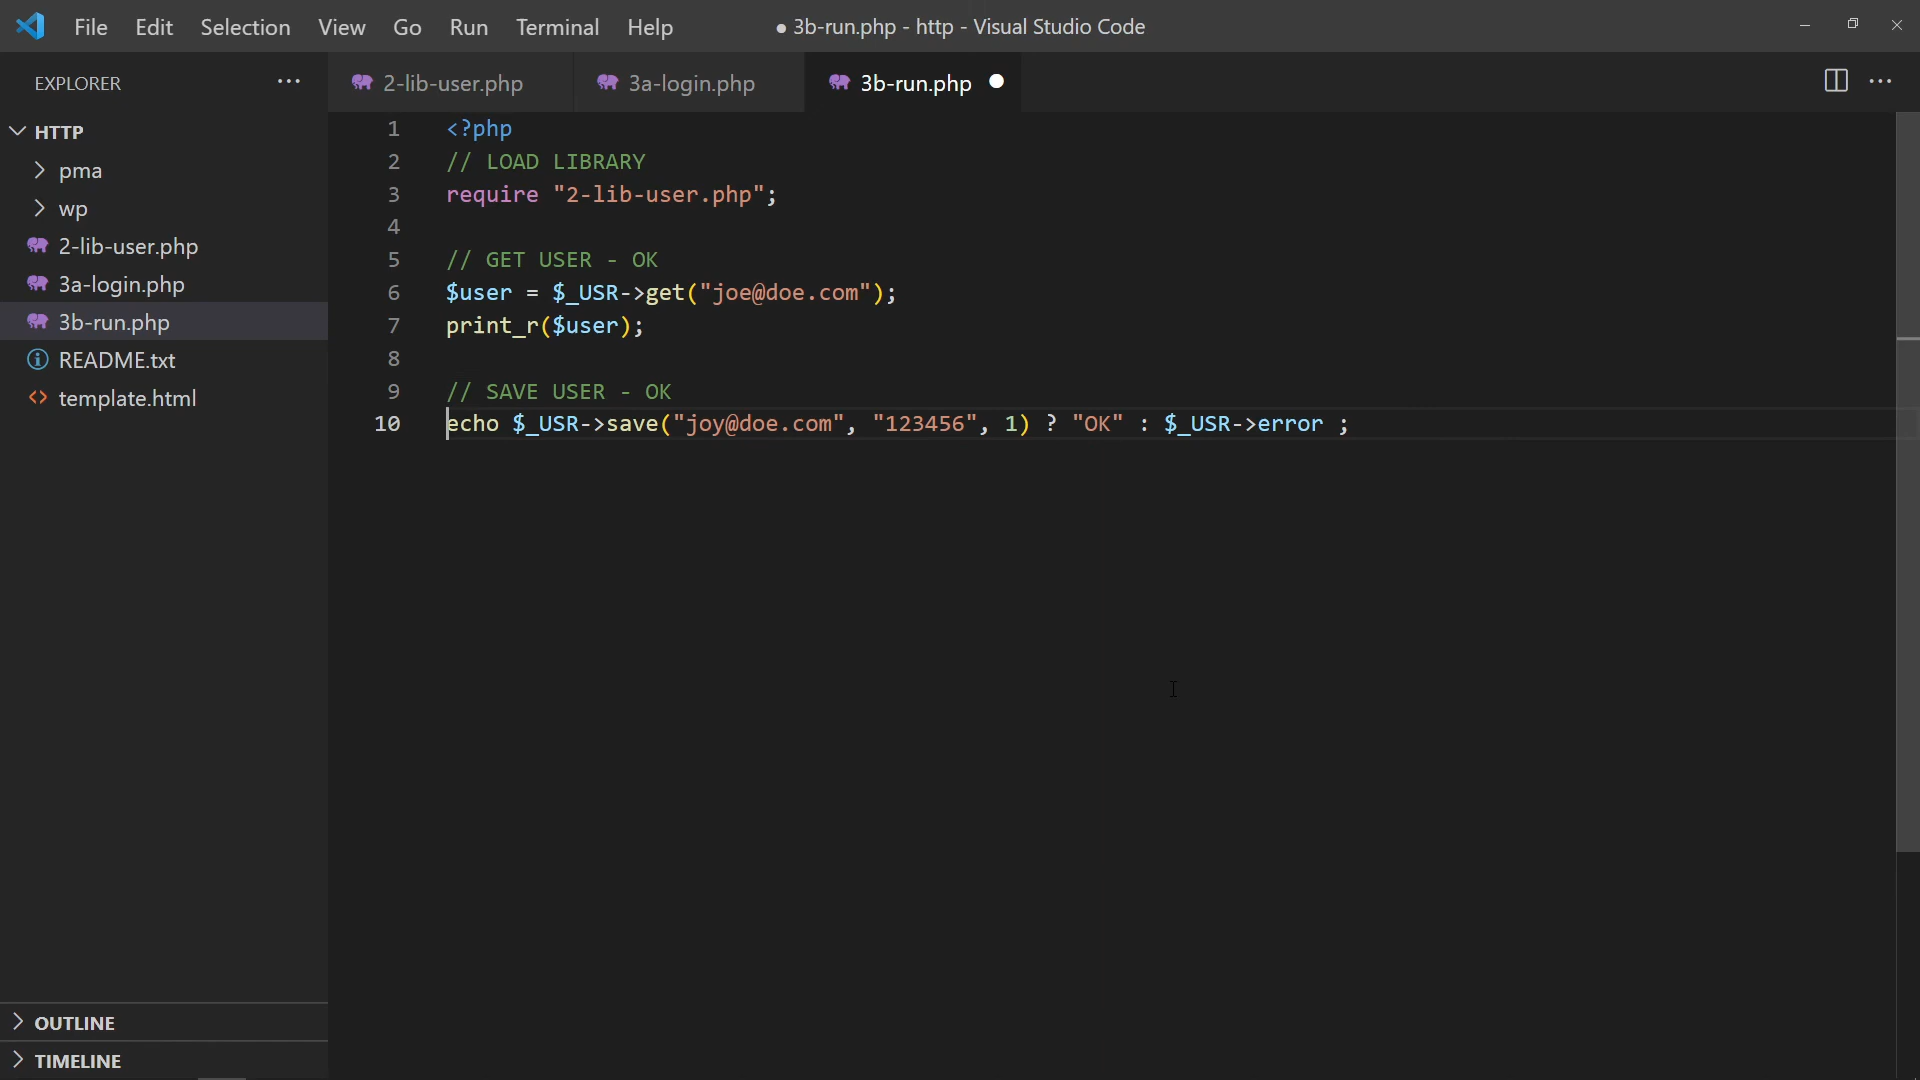 File Edit Selection View Go Run Terminal Help ● 3b-run.php - http - Visual Studio Code
EXPLORER ··· 2-lib-user.php 3a-login.php 3b-run.php ● ···
HTTP
pma
wp
2-lib-user.php
3a-login.php
3b-run.php
README.txt
template.html
OUTLINE
TIMELINE
1 <?php
2 // LOAD LIBRARY
3 require "2-lib-user.php";
4
5 // GET USER - OK
6 $user = $_USR->get("joe@doe.com");
7 print_r($user);
8
9 // SAVE USER - OK
10 echo $_USR->save("joy@doe.com", "123456", 1) ? "OK" : $_USR->error ;